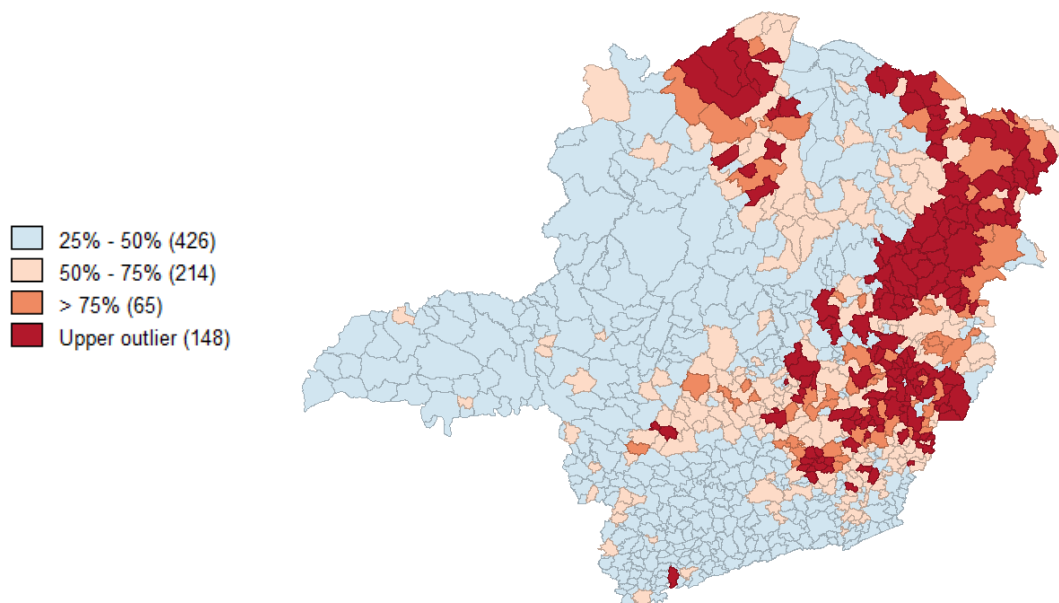 25% - 50% (426)
50% - 75% (214)
> 75% (65)
Upper outlier (148)